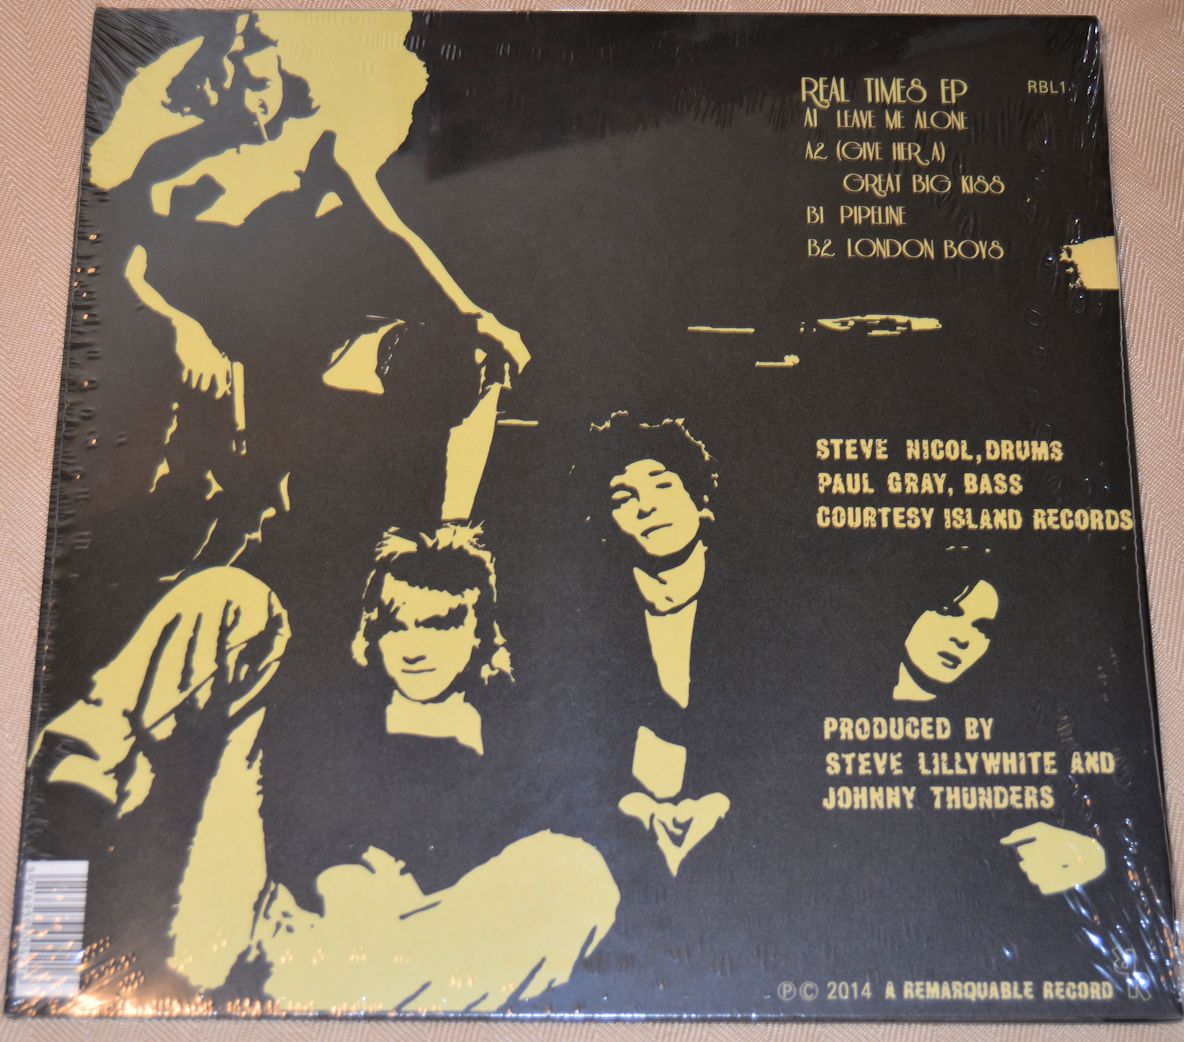 REAL TIMES EP
RBL1
A1 LEAVE ME ALONE
A2 (GIVE HER A)
GREAT BIG KISS
B1 PIPELINE
B2 LONDON BOYS
STEVE NICOL, DRUMS
PAUL GRAY, BASS
COURTESY ISLAND RECORDS
PRODUCED BY
STEVE LILLYWHITE AND
JOHNNY THUNDERS
℗© 2014 A REMARQUABLE RECORD